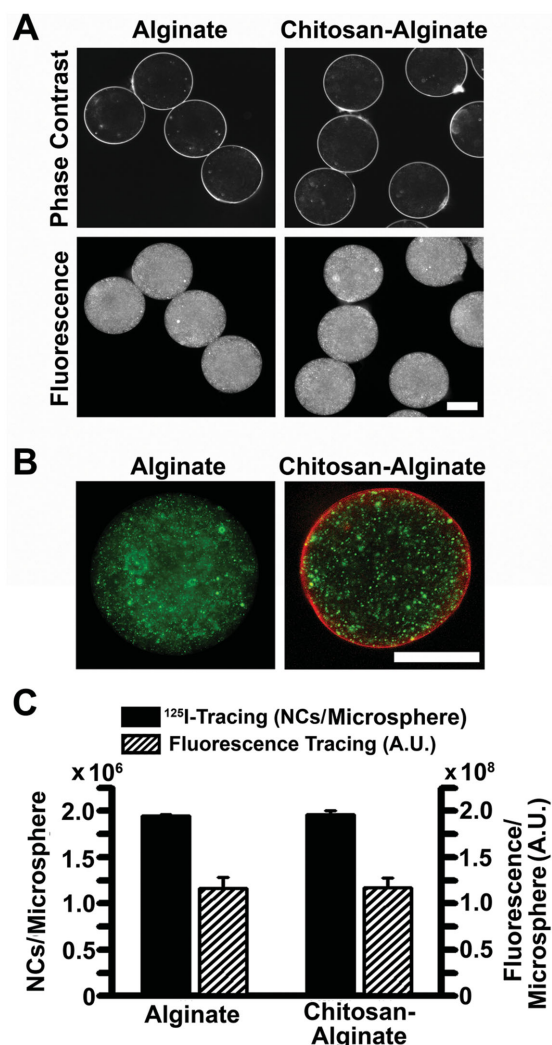 A
Alginate
Chitosan-Alginate
Phase Contrast
Fluorescence
B
Alginate
Chitosan-Alginate
C
¹²⁵I-Tracing (NCs/Microsphere)
Fluorescence Tracing (A.U.)
x 10⁶
x 10⁸
NCs/Microsphere
2.0
1.5
1.0
0.5
0
2.0
1.5
1.0
0.5
0
Fluorescence/
Microsphere (A.U.)
Alginate
Chitosan-
Alginate